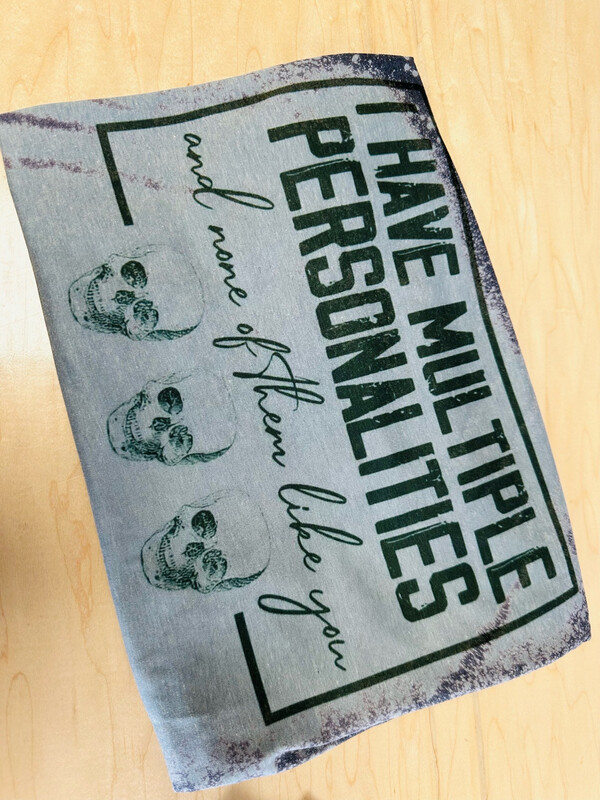 I HAVE MULTIPLE
PERSONALITIES
and none of them like you